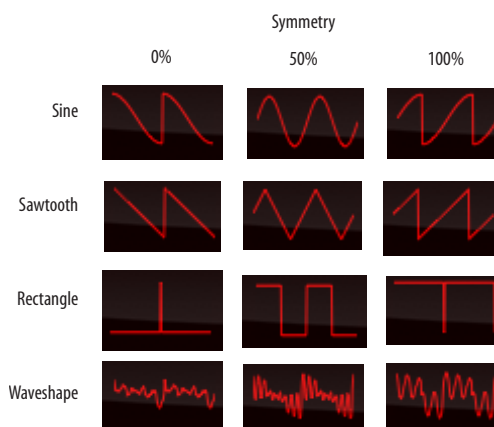 Symmetry
0% 50% 100%
Sine
Sawtooth
Rectangle
Waveshape